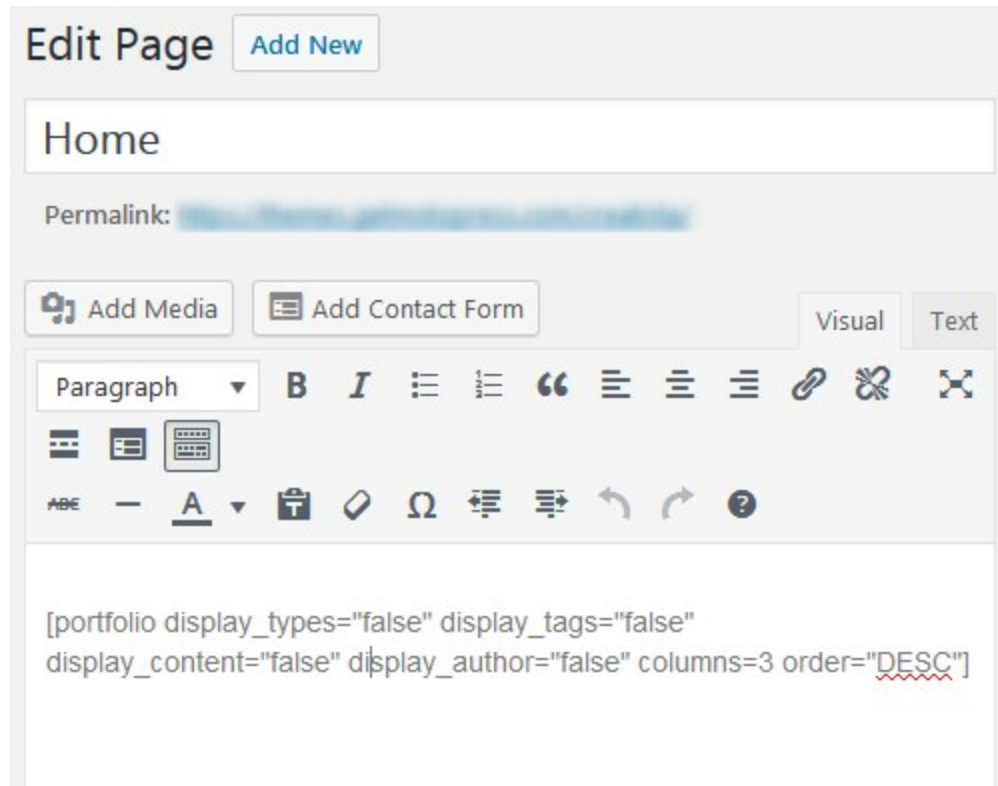 Edit Page Add New
Home
Permalink:
Add Media Add Contact Form Visual Text
Paragraph B I
ABC A Ω
[portfolio display_types="false" display_tags="false"
display_content="false" display_author="false" columns=3 order="DESC"]